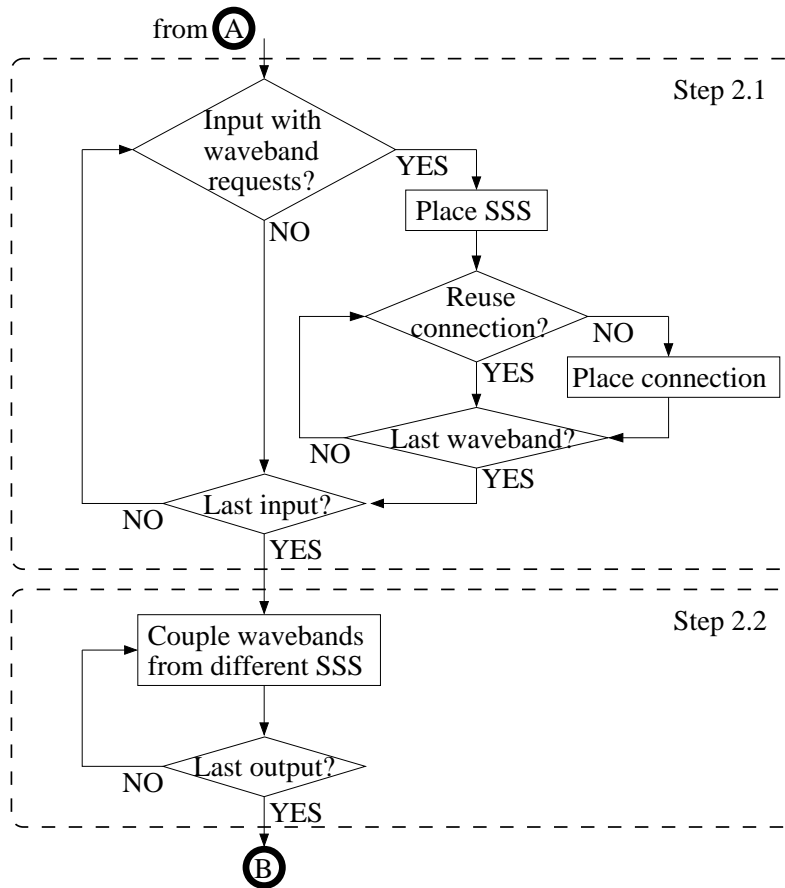 from A
Step 2.1
Input with
waveband
requests?
YES
Place SSS
NO
Reuse
connection?
NO
YES
Place connection
Last waveband?
NO
YES
Last input?
NO
YES
Step 2.2
Couple wavebands
from different SSS
Last output?
NO
YES
B